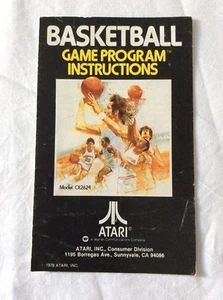 BASKETBALL
GAME PROGRAM™
INSTRUCTIONS
Model CX2624
ATARI
A Warner Communications Company
ATARI, INC., Consumer Division
1195 Borregas Ave., Sunnyvale, CA 94086
1978 ATARI, INC.